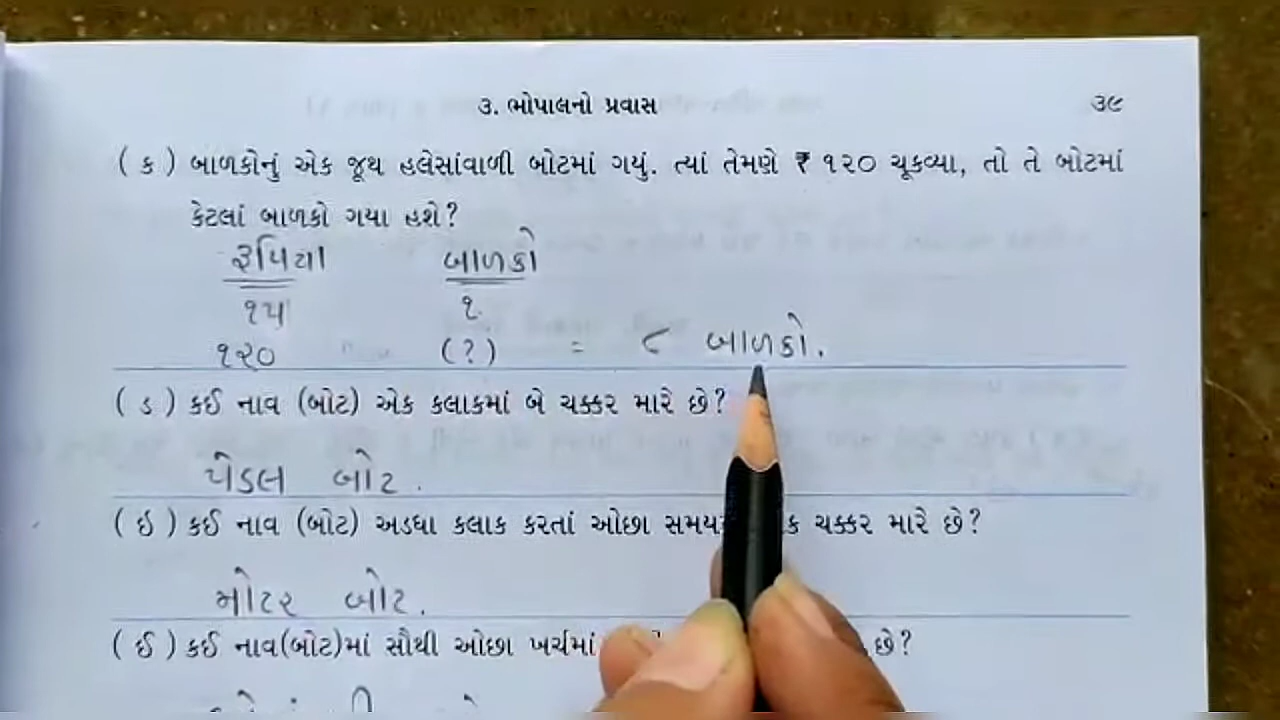 ૩. ભોપાલનો પ્રવાસ ૩૯
( ક ) બાળકોનું એક જૂથ હલેસાંવાળી બોટમાં ગયું. ત્યાં તેમણે ₹ ૧૨૦ ચૂકવ્યા, તો તે બોટમાં
કેટલાં બાળકો ગયા હશે?
રૂપિયા બાળકો
૧૫ ૧
૧૨૦ (?) = ૮ બાળકો.
( ડ ) કઈ નાવ (બોટ) એક કલાકમાં બે ચક્કર મારે છે?
પેડલ બોટ.
( ઇ ) કઈ નાવ (બોટ) અડધા કલાક કરતાં ઓછા ચક્કર મારે છે?
મોટર બોટ.
( ઈ ) કઈ નાવ(બોટ)માં સૌથી ઓછા ખર્ચમાં છે?